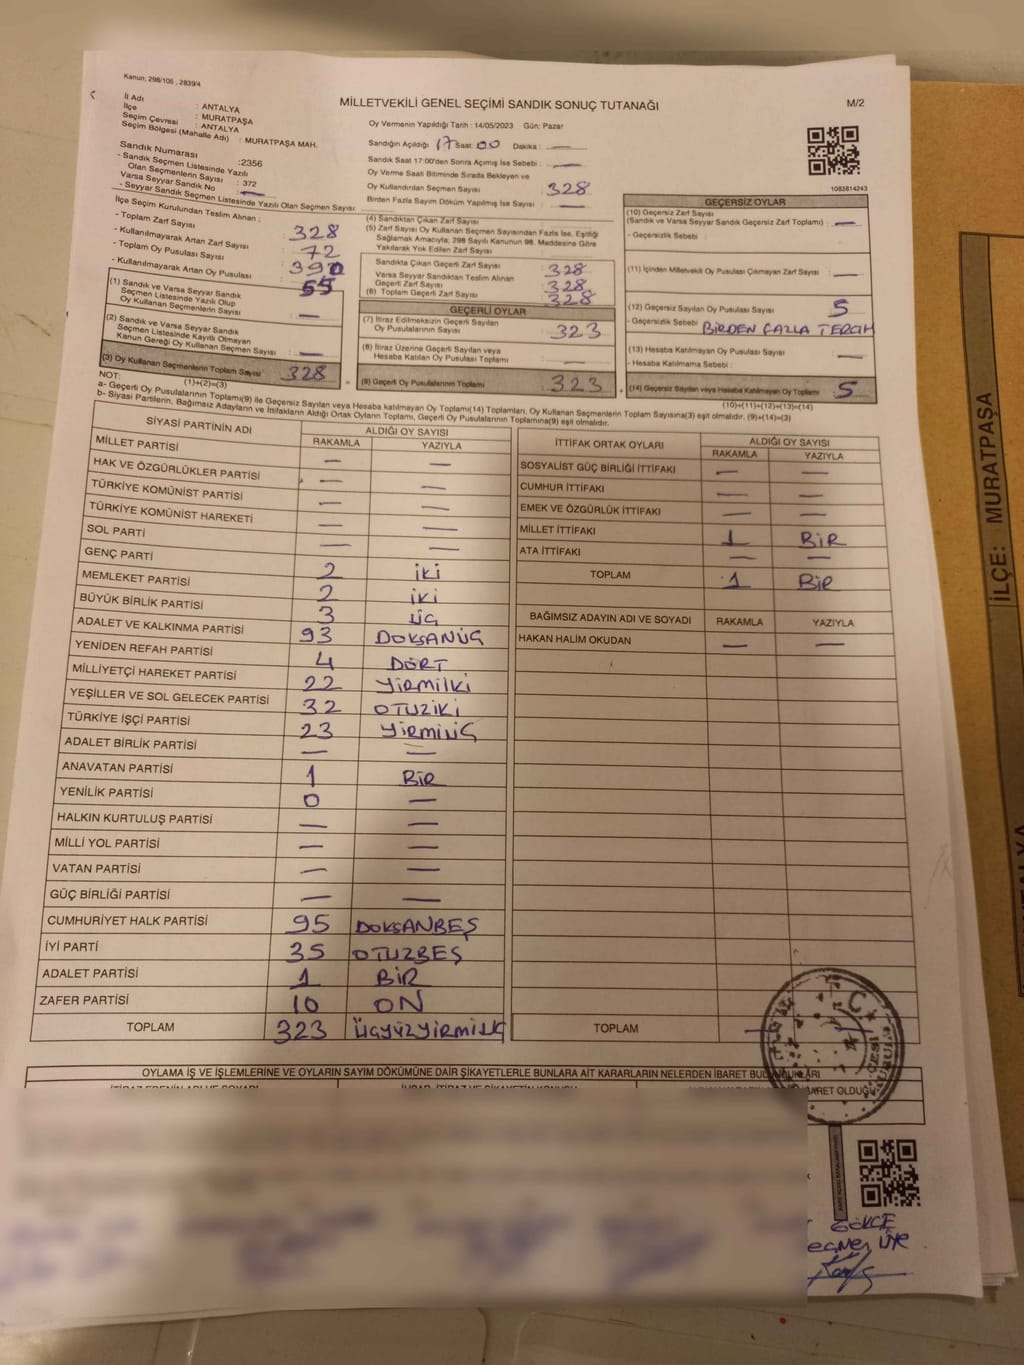 Kanun; 298/105 , 2839/4
MİLLETVEKİLİ GENEL SEÇİMİ SANDIK SONUÇ TUTANAĞI
M/2
İl Adı : ANTALYA
İlçe : MURATPAŞA
Seçim Çevresi : ANTALYA
Seçim Bölgesi (Mahalle Adı) : MURATPAŞA MAH.
Sandık Numarası :2356
- Sandık Seçmen Listesinde Yazılı
Olan Seçmenlerin Sayısı : 372
Varsa Seyyar Sandık No : —
- Seyyar Sandık Seçmen Listesinde Yazılı Olan Seçmen Sayısı
Oy Vermenin Yapıldığı Tarih : 14/05/2023 Gün: Pazar
Sandığın Açıldığı 17 Saat: 00 Dakika : —
Sandık Saat 17:00'den Sonra Açımış İse Sebebi : —
Oy Verme Saati Bitiminde Sırada Bekleyen ve
Oy Kullandırılan Seçmen Sayısı : 328
Birden Fazla Sayım Döküm Yapılmış İse Sayısı : —
1083814243
İlçe Seçim Kurulundan Teslim Alınan ;
- Toplam Zarf Sayısı : 328
- Kullanılmayarak Artan Zarf Sayısı : 72
- Toplam Oy Pusulası Sayısı : 390
- Kullanılmayarak Artan Oy Pusulası :
(1) Sandık ve Varsa Seyyar Sandık
Seçmen Listesinde Yazılı Olup
Oy Kullanan Seçmenlerin Sayısı : —
(2) Sandık ve Varsa Seyyar Sandık
Seçmen Listesinde Kayıtlı Olmayan
Kanun Gereği Oy Kullanan Seçmen Sayısı : —
(3) Oy Kullanan Seçmenlerin Toplam Sayısı : 328
(1)+(2)=(3)
(4) Sandıktan Çıkan Zarf Sayısı :
(5) Zarf Sayısı Oy Kullanan Seçmen Sayısından Fazla İse, Eşitliği
Sağlamak Amacıyla; 298 Sayılı Kanunun 98. Maddesine Göre
Yakılarak Yok Edilen Zarf Sayısı :
Sandıkta Çıkan Geçerli Zarf Sayısı : 328
Varsa Seyyar Sandıktan Teslim Alınan
Geçerli Zarf Sayısı : 328
(6) Toplam Geçerli Zarf Sayısı : 328
GEÇERLİ OYLAR
(7) İtiraz Edilmeksizin Geçerli Sayılan
Oy Pusulalarının Sayısı : 323
(8) İtiraz Üzerine Geçerli Sayılan veya
Hesaba Katılan Oy Pusulası Toplamı : —
(9) Geçerli Oy Pusulalarının Toplamı : 323
GEÇERSİZ OYLAR
(10) Geçersiz Zarf Sayısı
(Sandık ve Varsa Seyyar Sandık Geçersiz Zarf Toplamı) : —
- Geçersizlik Sebebi :
(11) İçinden Milletvekili Oy Pusulası Çıkmayan Zarf Sayısı : —
(12) Geçersiz Sayılan Oy Pusulası Sayısı : 5
- Geçersizlik Sebebi : BİRDEN FAZLA TERCİH
(13) Hesaba Katılmayan Oy Pusulası Sayısı : —
- Hesaba Katılmama Sebebi :
(14) Geçersiz Sayılan veya Hesaba Katılmayan Oy Toplamı : 5
(10)+(11)+(12)+(13)=(14)
NOT:
a- Geçerli Oy Pusulasının Toplamı(9) ile Geçersiz Sayılan veya Hesaba katılmayan Oy Toplamı(14) Toplamları, Oy Kullanan Seçmenlerin Toplam Sayısına(3) eşit olmalıdır. (9)+(14)=(3)
b- Siyasi Partilerin, Bağımsız Adayların ve İttifakların Aldığı Ortak Oyların Toplamı, Geçerli Oy Pusulalarının Toplamına(9) eşit olmalıdır.
SİYASİ PARTİNİN ADI ALDIĞI OY SAYISI
RAKAMLA YAZIYLA
MİLLET PARTİSİ — —
HAK VE ÖZGÜRLÜKLER PARTİSİ — —
TÜRKİYE KOMÜNİST PARTİSİ — —
TÜRKİYE KOMÜNİST HAREKETİ — —
SOL PARTİ — —
GENÇ PARTİ 2 İKİ
MEMLEKET PARTİSİ 2 İKİ
BÜYÜK BİRLİK PARTİSİ 3 ÜÇ
ADALET VE KALKINMA PARTİSİ 93 DOKSANÜÇ
YENİDEN REFAH PARTİSİ 4 DÖRT
MİLLİYETÇİ HAREKET PARTİSİ 22 YİRMİİKİ
YEŞİLLER VE SOL GELECEK PARTİSİ 32 OTUZİKİ
TÜRKİYE İŞÇİ PARTİSİ 23 YİRMİÜÇ
ADALET BİRLİK PARTİSİ — —
ANAVATAN PARTİSİ 1 BİR
YENİLİK PARTİSİ 0 —
HALKIN KURTULUŞ PARTİSİ — —
MİLLİ YOL PARTİSİ — —
VATAN PARTİSİ — —
GÜÇ BİRLİĞİ PARTİSİ — —
CUMHURİYET HALK PARTİSİ 95 DOKSANBEŞ
İYİ PARTİ 35 OTUZBEŞ
ADALET PARTİSİ 1 BİR
ZAFER PARTİSİ 10 ON
TOPLAM 323 ÜÇYÜZYİRMİÜÇ
İTTİFAK ORTAK OYLARI ALDIĞI OY SAYISI
RAKAMLA YAZIYLA
SOSYALİST GÜÇ BİRLİĞİ İTTİFAKI — —
CUMHUR İTTİFAKI — —
EMEK VE ÖZGÜRLÜK İTTİFAKI — —
MİLLET İTTİFAKI 1 BİR
ATA İTTİFAKI — —
TOPLAM 1 BİR
BAĞIMSIZ ADAYIN ADI VE SOYADI RAKAMLA YAZIYLA
HAKAN HALİM OKUDAN — —
TOPLAM —
OYLAMA İŞ VE İŞLEMLERİNE VE OYLARIN SAYIM DÖKÜMÜNE DAİR ŞİKAYETLERLE BUNLARA AİT KARARLARIN NELERDEN İBARET BULUNDUKLARI
İLÇE: MURATPAŞA
GÖKÇE